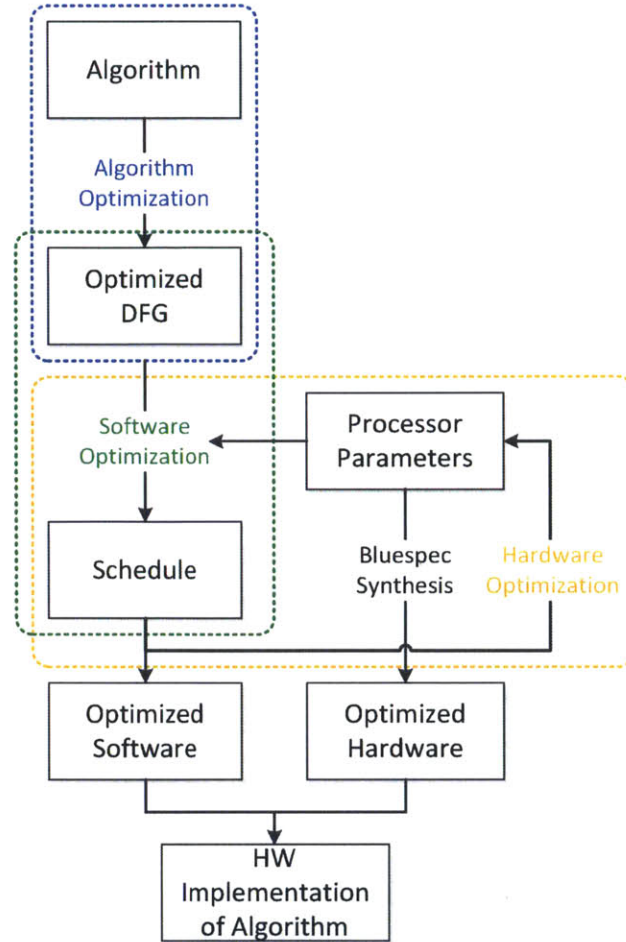 Algorithm
Algorithm
Optimization
Optimized
DFG
Software
Optimization
Processor
Parameters
Schedule
Bluespec
Synthesis
Hardware
Optimization
Optimized
Software
Optimized
Hardware
HW
Implementation
of Algorithm